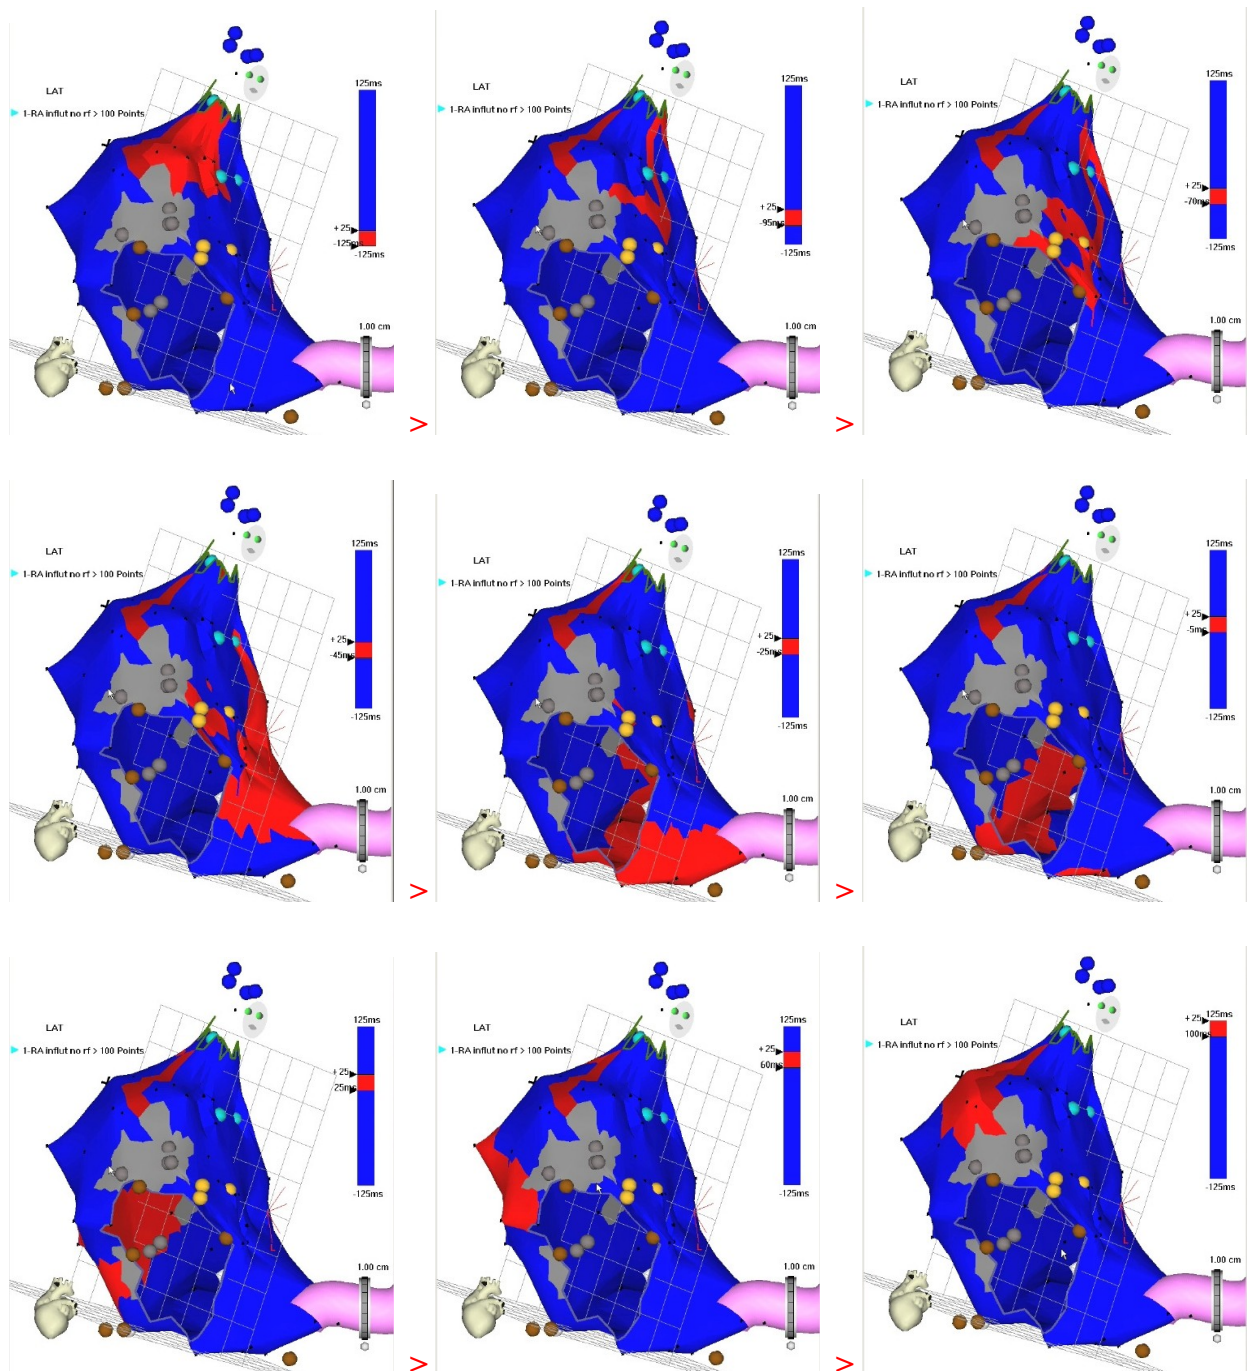 125ms
LAT
1-RA influt no rf > 100 Points
+25
-125ms
-125ms
1.00 cm
>
125ms
LAT
1-RA influt no rf > 100 Points
+25
-95ms
-125ms
1.00 cm
>
125ms
LAT
1-RA influt no rf > 100 Points
+25
-70ms
-125ms
1.00 cm
125ms
LAT
1-RA influt no rf > 100 Points
+25
-45ms
-125ms
1.00 cm
>
125ms
LAT
1-RA influt no rf > 100 Points
+25
-25ms
-125ms
1.00 cm
>
125ms
LAT
1-RA influt no rf > 100 Points
+25
-5ms
-125ms
1.00 cm
125ms
LAT
1-RA influt no rf > 100 Points
+25
25ms
-125ms
1.00 cm
>
125ms
LAT
1-RA influt no rf > 100 Points
+25
60ms
-125ms
1.00 cm
>
+25
125ms
LAT
100ms
1-RA influt no rf > 100 Points
-125ms
1.00 cm